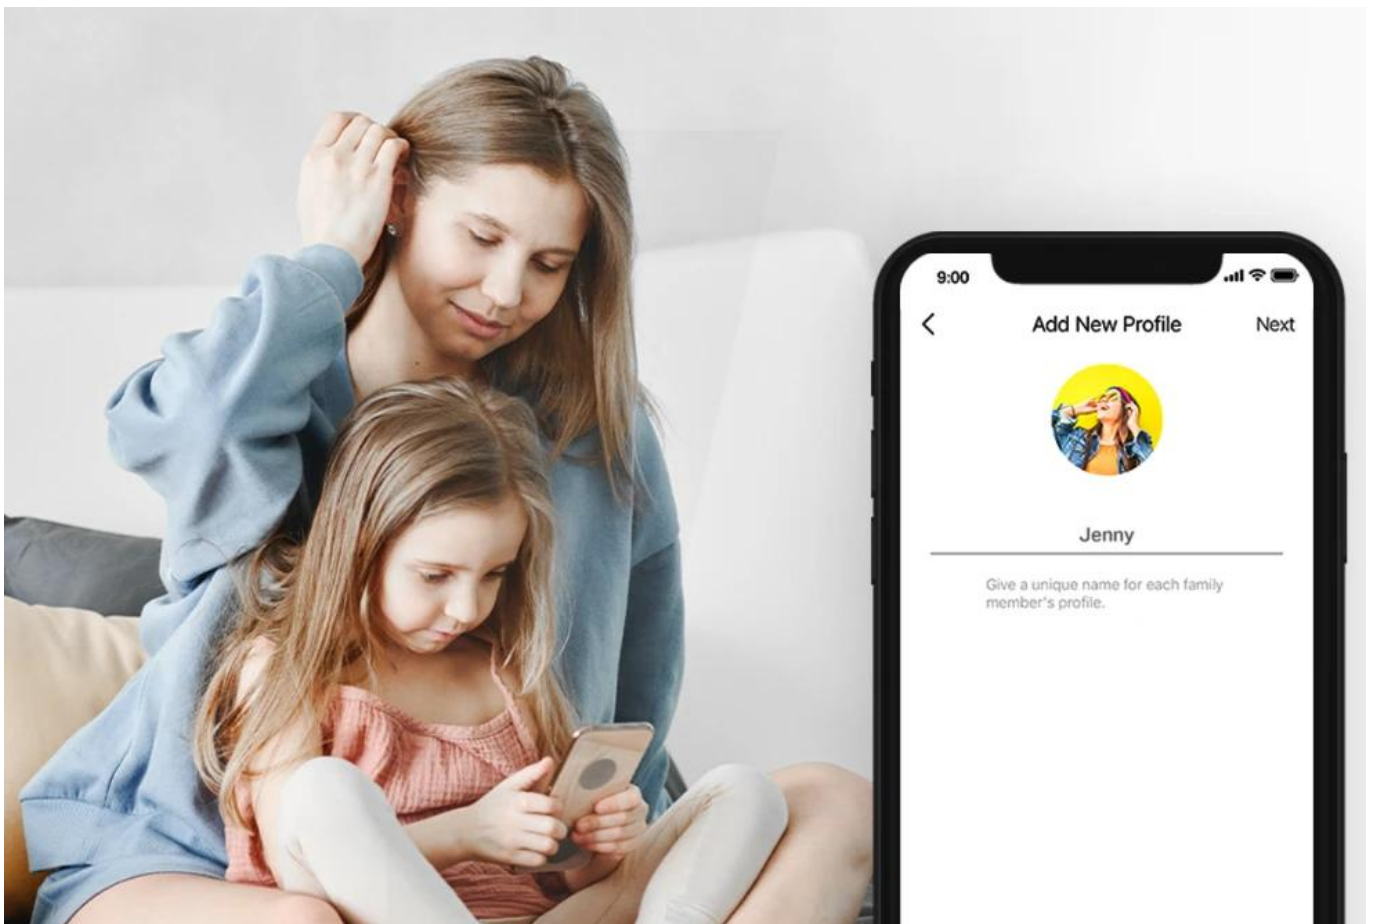 9:00
Add New Profile
Next
Jenny
Give a unique name for each family
member's profile.